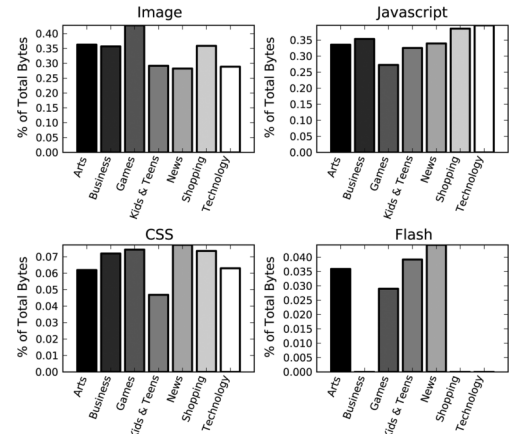 Image
% of Total Bytes
0.40
0.35
0.30
0.25
0.20
0.15
0.10
0.05
0.00
Arts
Business
Games
Kids & Teens
News
Shopping
Technology
Javascript
% of Total Bytes
0.35
0.30
0.25
0.20
0.15
0.10
0.05
0.00
Arts
Business
Games
Kids & Teens
News
Shopping
Technology
CSS
% of Total Bytes
0.07
0.06
0.05
0.04
0.03
0.02
0.01
0.00
Arts
Business
Games
Kids & Teens
News
Shopping
Technology
Flash
% of Total Bytes
0.040
0.035
0.030
0.025
0.020
0.015
0.010
0.005
0.000
Arts
Business
Games
Kids & Teens
News
Shopping
Technology